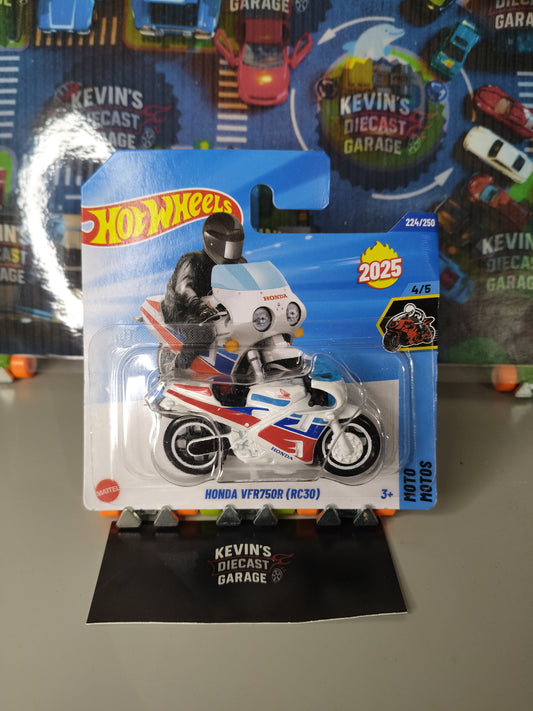 GARAGE
KEVIN'S
DIECAST
GARAGE
KEVIN'S
DIECAST
GARAGE
KEVIN'S
HOT WHEELS
224/250
2025
4/5
HONDA
HONDA
MATTEL
HONDA VFR750R (RC30)
3+
MOTO
MOTOS
KEVIN'S
DIECAST
GARAGE